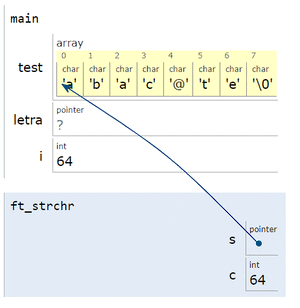 main
array
0 1 2 3 4 5 6 7
test char char char char char char char char
'a' 'b' 'a' 'c' '@' 't' 'e' '\0'
pointer
letra ?
int
i 64
ft_strchr
pointer
s
int
c 64